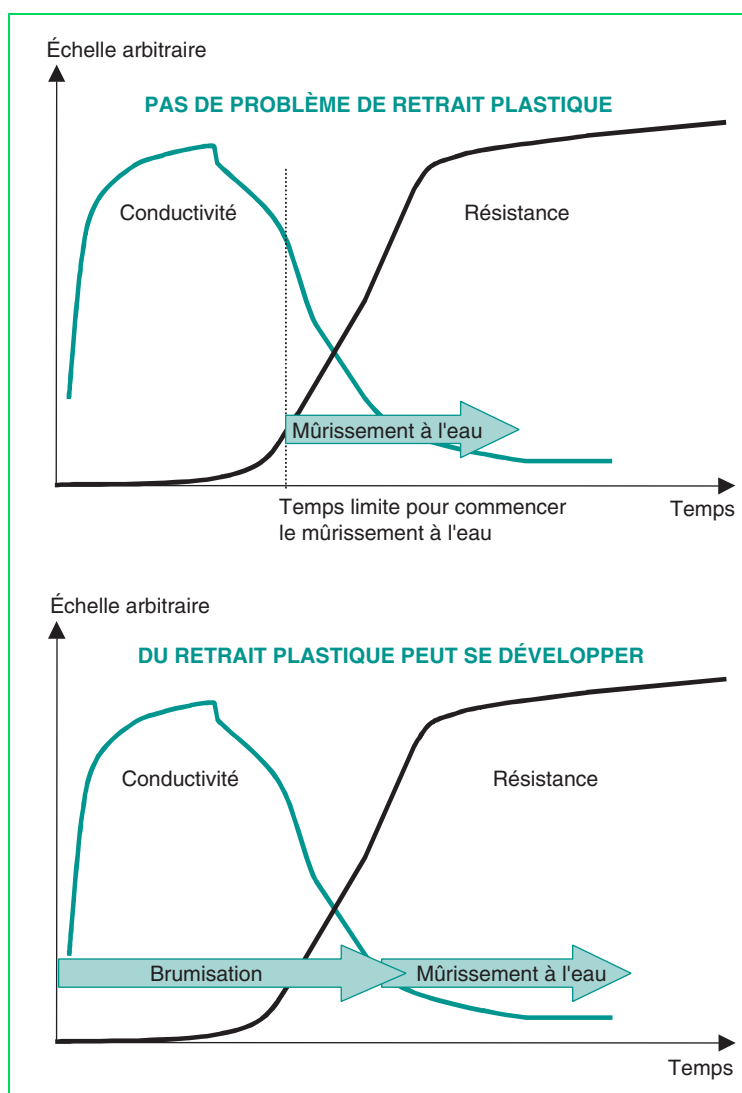 Échelle arbitraire
PAS DE PROBLÈME DE RETRAIT PLASTIQUE
Conductivité
Résistance
Mûrissement à l'eau
Temps limite pour commencer
le mûrissement à l'eau
Temps
Échelle arbitraire
DU RETRAIT PLASTIQUE PEUT SE DÉVELOPPER
Conductivité
Résistance
Brumisation
Mûrissement à l'eau
Temps